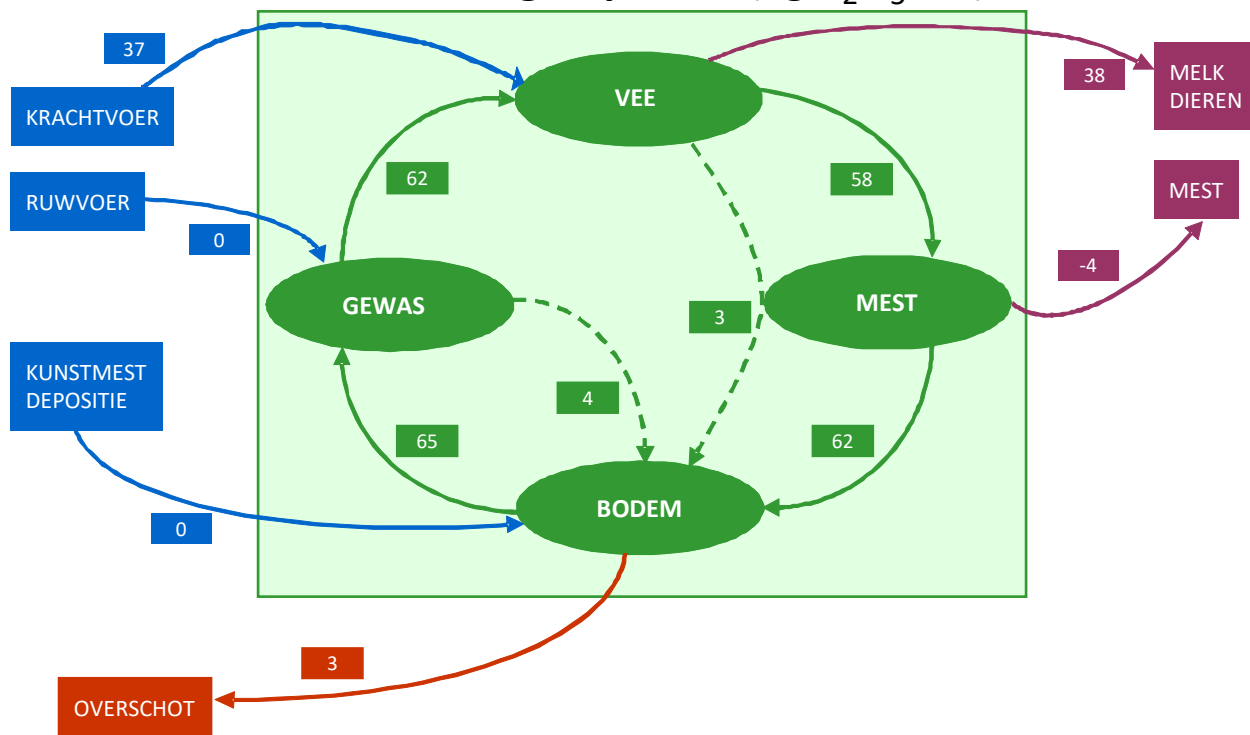 37
KRACHTVOER
RUWVOER
0
KUNSTMEST
DEPOSITIE
0
VEE
62
58
GEWAS
MEST
3
4
65
62
BODEM
38
MELK
DIEREN
MEST
-4
3
OVERSCHOT